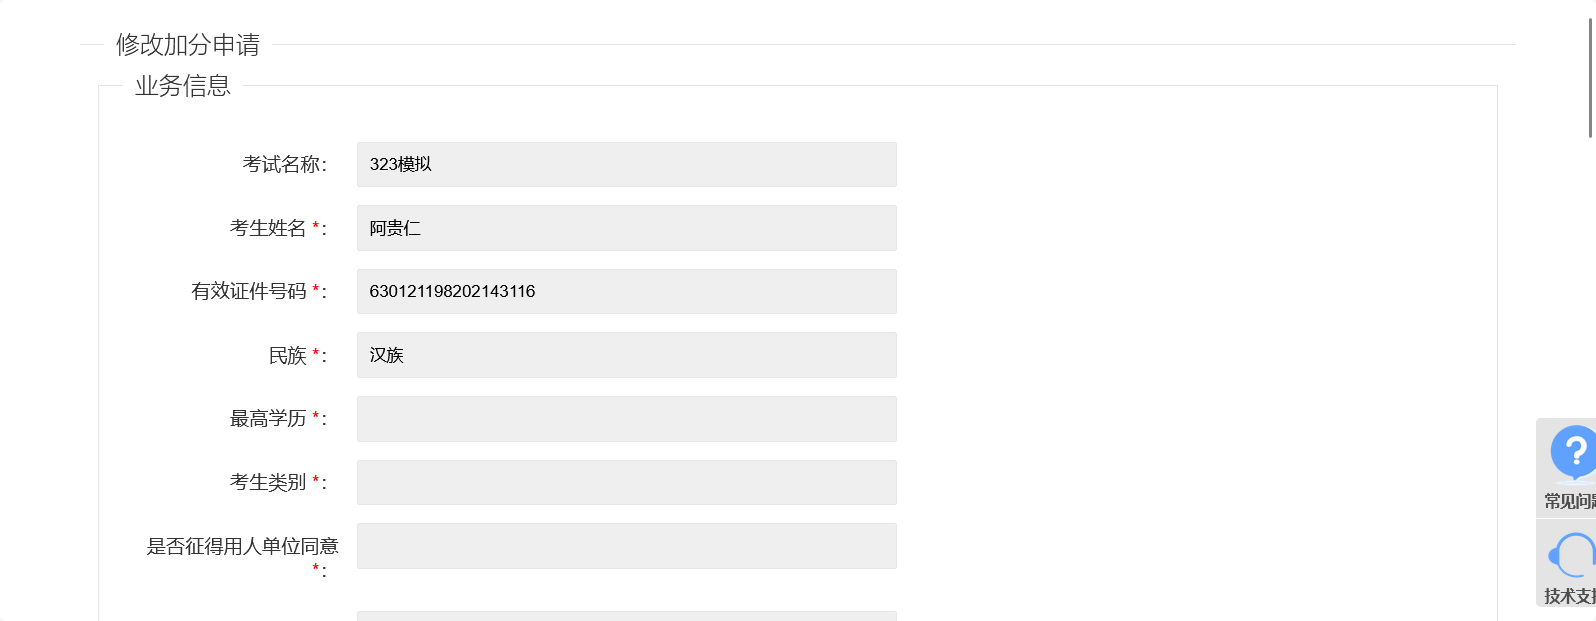 修改加分申请
业务信息
考试名称：
323模拟
考生姓名 *：
阿贵仁
有效证件号码 *：
630121198202143116
民族 *：
汉族
最高学历 *：
考生类别 *：
是否征得用人单位同意
*：
常见问题
技术支